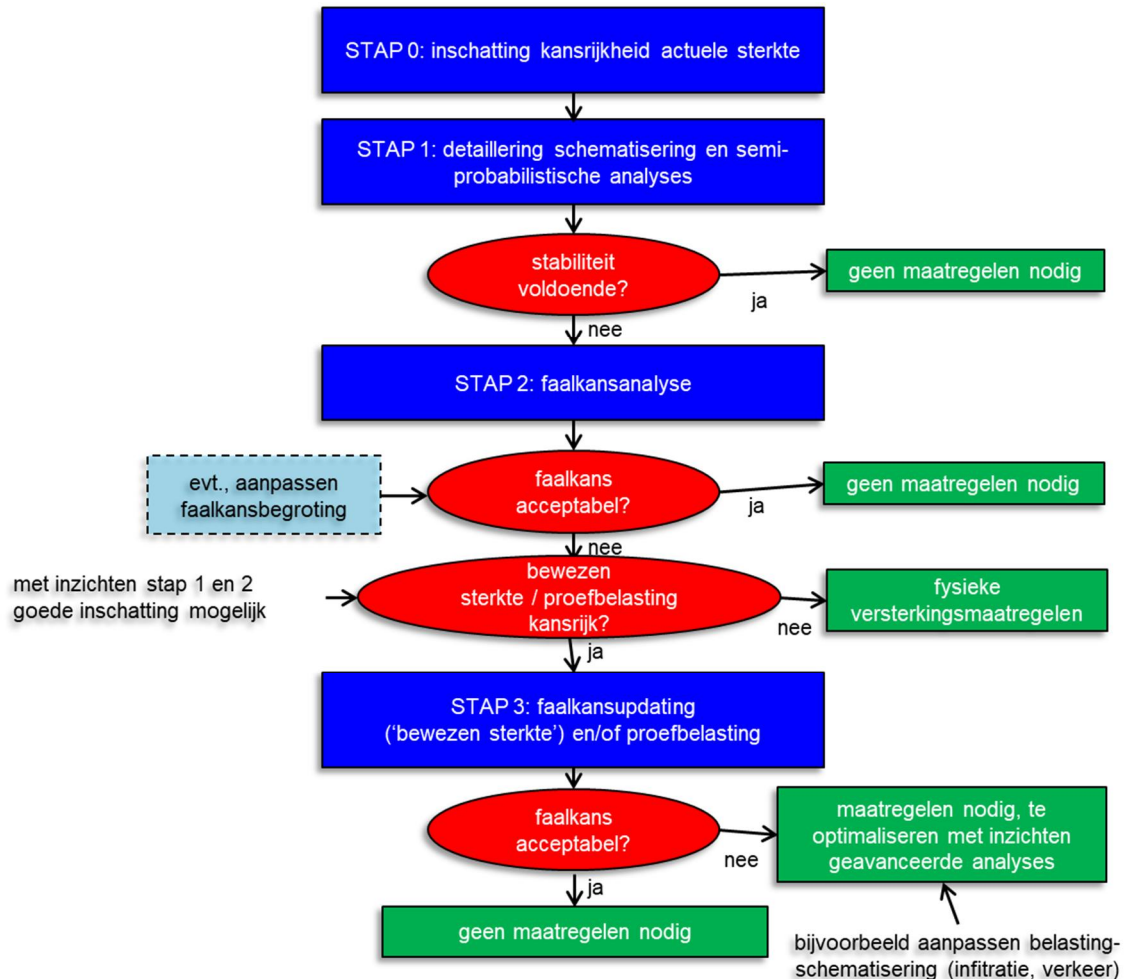 STAP 0: inschatting kansrijkheid actuele sterkte
STAP 1: detaillering schematisering en semi-
probabilistische analyses
stabiliteit
voldoende?
ja
geen maatregelen nodig
nee
STAP 2: faalkansanalyse
evt., aanpassen
faalkansbegroting
faalkans
acceptabel?
ja
geen maatregelen nodig
nee
met inzichten stap 1 en 2
goede inschatting mogelijk
bewezen
sterkte / proefbelasting
kansrijk?
nee
fysieke
versterkingsmaatregelen
ja
STAP 3: faalkansupdating
(‘bewezen sterkte’) en/of proefbelasting
faalkans
acceptabel?
nee
maatregelen nodig, te
optimaliseren met inzichten
geavanceerde analyses
ja
geen maatregelen nodig
bijvoorbeeld aanpassen belasting-
schematisering (infitratie, verkeer)